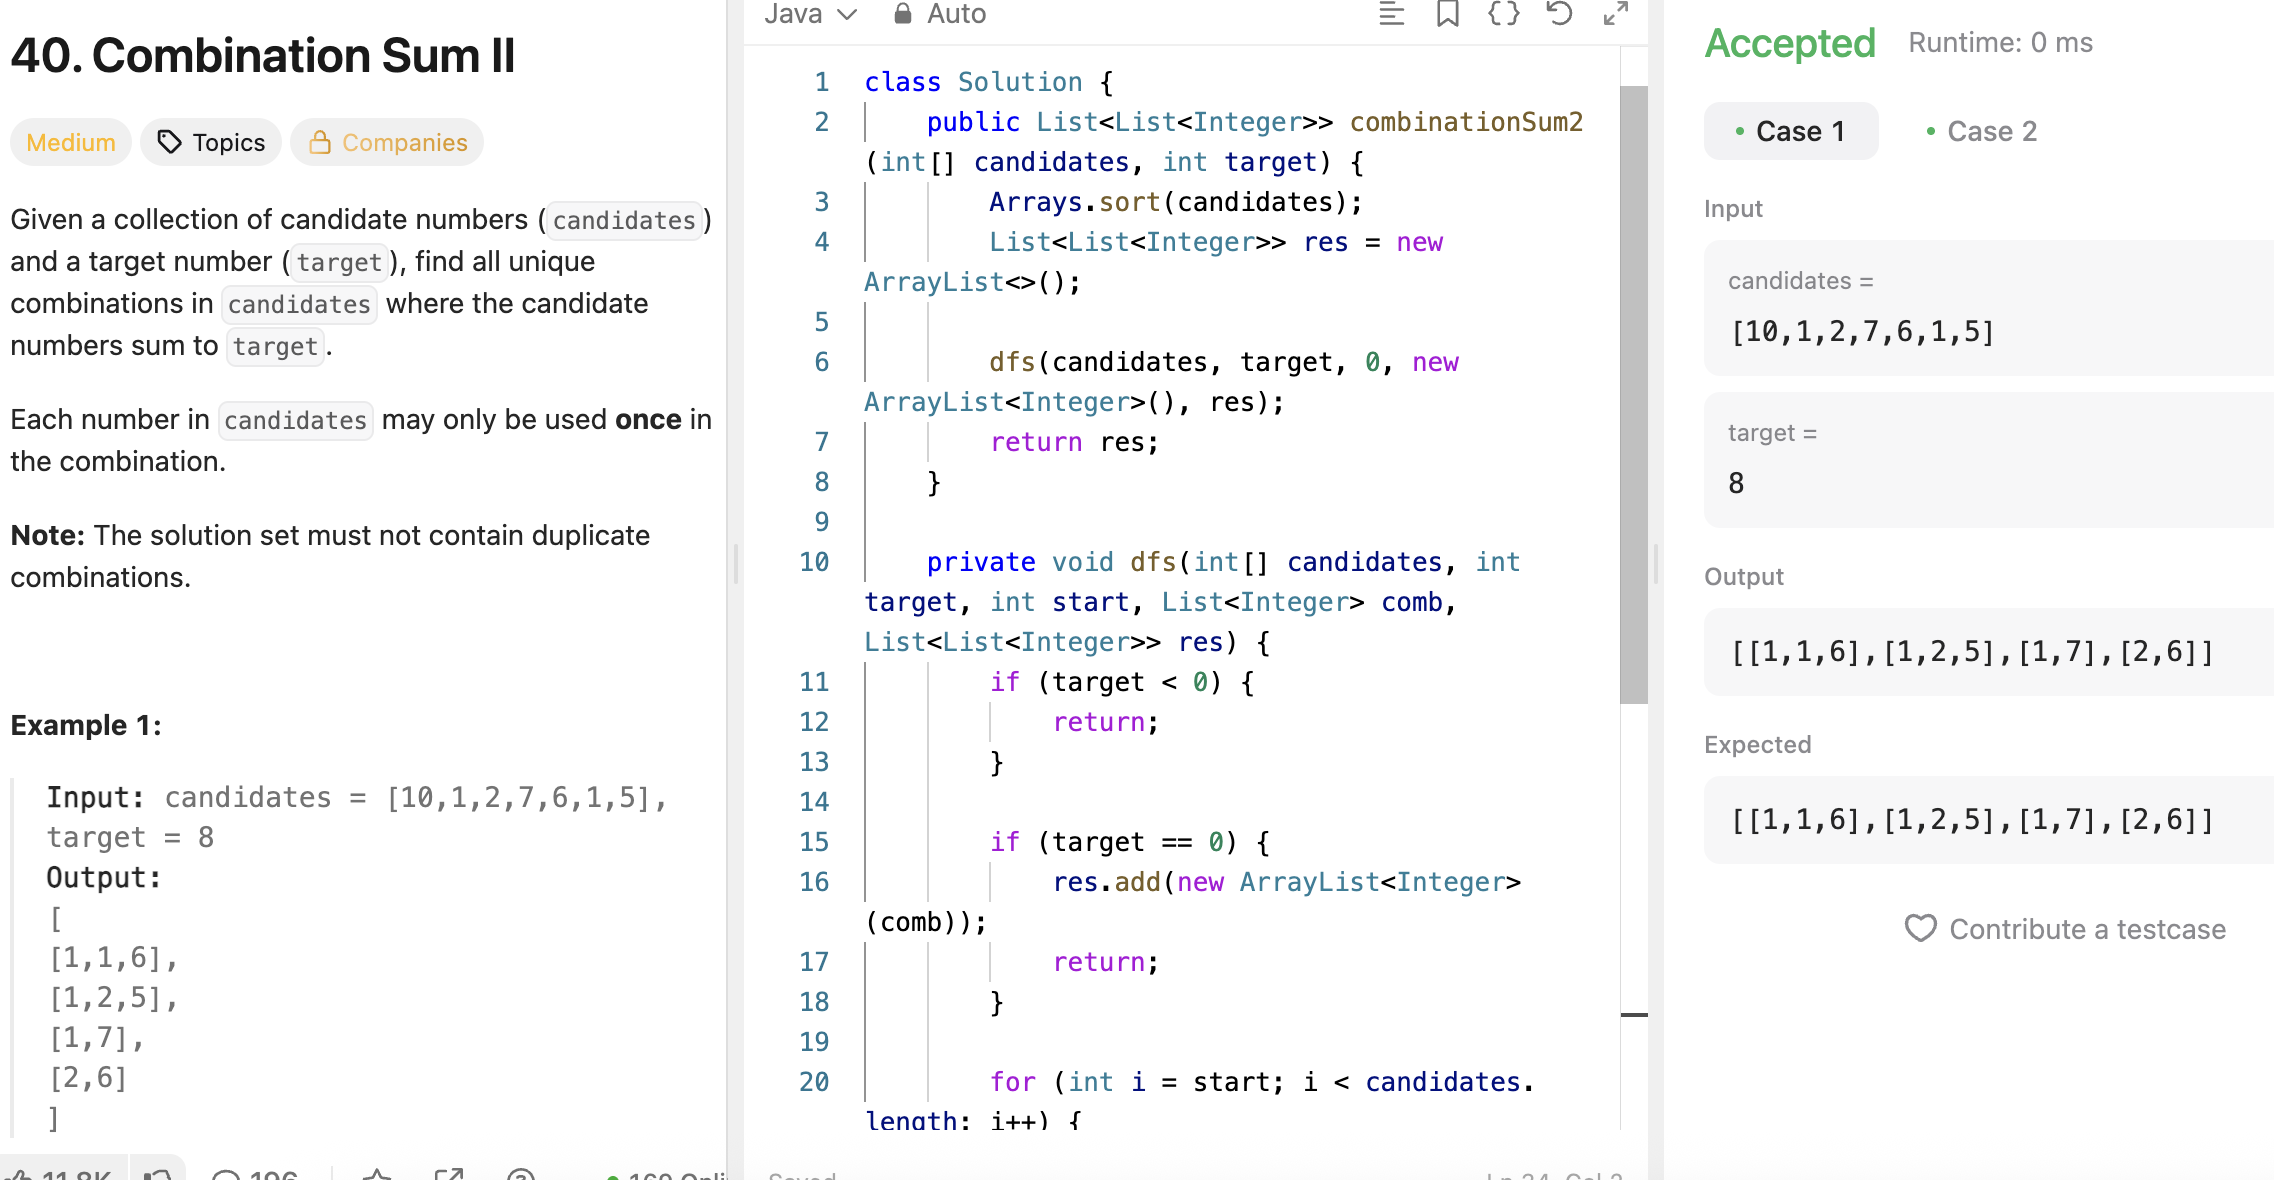 40. Combination Sum II
Medium
Topics
Companies
Given a collection of candidate numbers (candidates)
and a target number (target), find all unique
combinations in candidates where the candidate
numbers sum to target.
Each number in candidates may only be used once in
the combination.
Note: The solution set must not contain duplicate
combinations.
Example 1:
Input: candidates = [10,1,2,7,6,1,5],
target = 8
Output:
[
[1,1,6],
[1,2,5],
[1,7],
[2,6]
]
11.8K
196
Java
Auto
1 class Solution {
2 public List<List<Integer>> combinationSum2
(int[] candidates, int target) {
3 Arrays.sort(candidates);
4 List<List<Integer>> res = new
ArrayList<>();
5
6 dfs(candidates, target, 0, new
ArrayList<Integer>(), res);
7 return res;
8 }
9
10 private void dfs(int[] candidates, int
target, int start, List<Integer> comb,
List<List<Integer>> res) {
11 if (target < 0) {
12 return;
13 }
14
15 if (target == 0) {
16 res.add(new ArrayList<Integer>
(comb));
17 return;
18 }
19
20 for (int i = start; i < candidates.
length; i++) {
Saved
Accepted
Runtime: 0 ms
Case 1
Case 2
Input
candidates =
[10,1,2,7,6,1,5]
target =
8
Output
[[1,1,6],[1,2,5],[1,7],[2,6]]
Expected
[[1,1,6],[1,2,5],[1,7],[2,6]]
Contribute a testcase